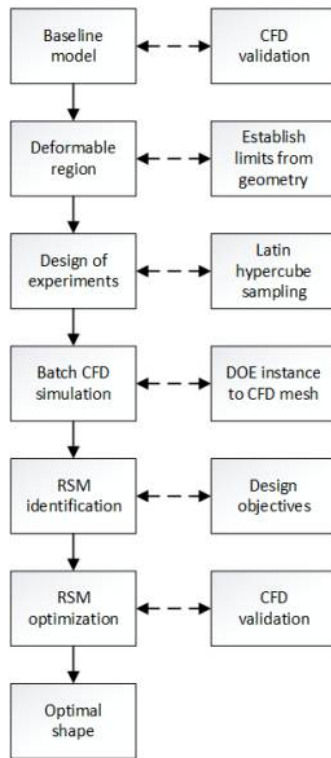 Baseline
model
CFD
validation
Deformable
region
Establish
limits from
geometry
Design of
experiments
Latin
hypercube
sampling
Batch CFD
simulation
DOE instance
to CFD mesh
RSM
identification
Design
objectives
RSM
optimization
CFD
validation
Optimal
shape